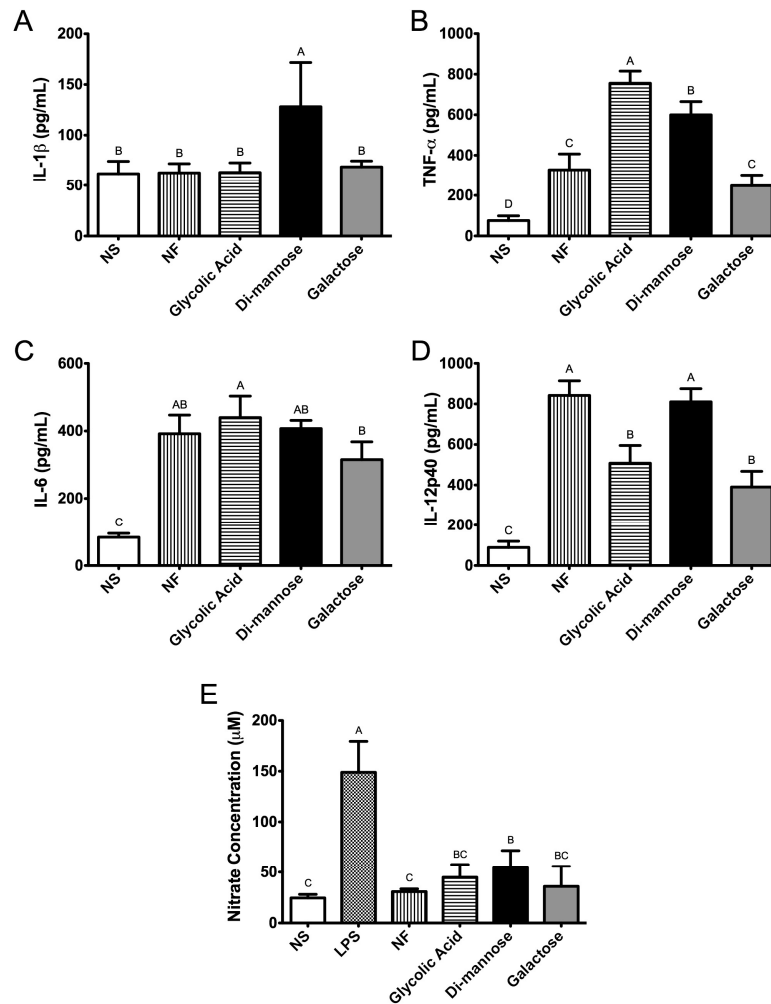 A
IL-1β (pg/mL)
200
150
100
50
0
B
B
B
A
B
NS
NF
Glycolic Acid
Di-mannose
Galactose
B
TNF-α (pg/mL)
1000
800
600
400
200
0
D
C
A
B
C
NS
NF
Glycolic Acid
Di-mannose
Galactose
C
IL-6 (pg/mL)
600
400
200
0
C
AB
A
AB
B
NS
NF
Glycolic Acid
Di-mannose
Galactose
D
IL-12p40 (pg/mL)
1000
800
600
400
200
0
C
A
B
A
B
NS
NF
Glycolic Acid
Di-mannose
Galactose
E
Nitrate Concentration (μM)
200
150
100
50
0
C
A
C
BC
B
BC
NS
LPS
NF
Glycolic Acid
Di-mannose
Galactose